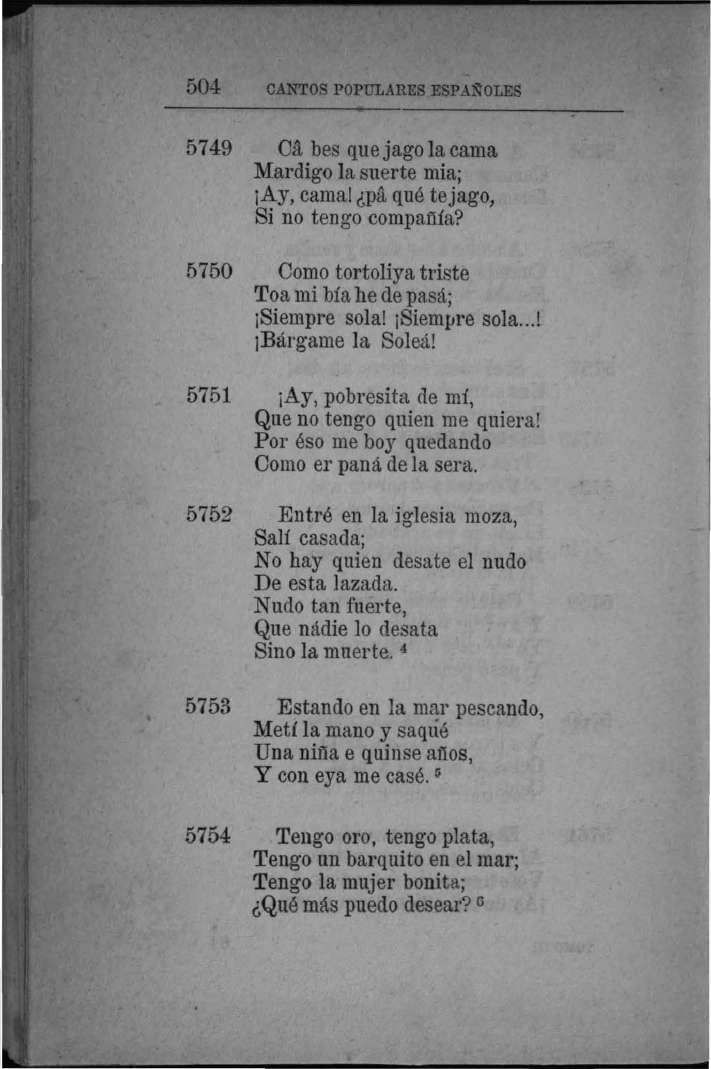 504 CANTOS POPULARES ESPAÑOLES
5749 Câ bes que jago la cama
Mardigo la suerte mia;
¡Ay, cama! ¿pâ qué te jago,
Si no tengo compañía?
5750 Como tortoliya triste
Toa mi bía he de pasá;
¡Siempre sola! ¡Siempre sola...!
¡Bárgame la Soleá!
5751 ¡Ay, pobresita de mí,
Que no tengo quien me quiera!
Por éso me boy quedando
Como er paná de la sera.
5752 Entré en la iglesia moza,
Salí casada;
No hay quien desate el nudo
De esta lazada.
Nudo tan fuerte,
Que nádie lo desata
Sino la muerte. 4
5753 Estando en la mar pescando,
Metí la mano y saqué
Una niña e quinse años,
Y con eya me casé. 5
5754 Tengo oro, tengo plata,
Tengo un barquito en el mar;
Tengo la mujer bonita;
¿Qué más puedo desear? 6